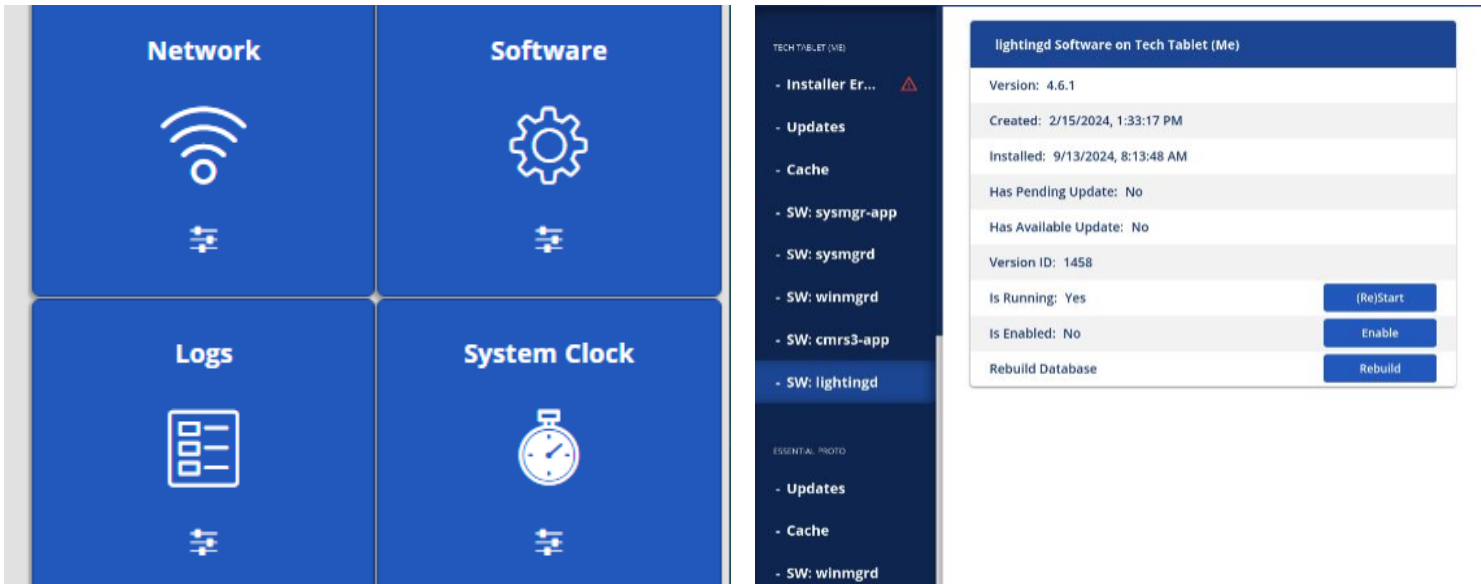 Network
Software
Logs
System Clock
TECH TABLET (ME)
- Installer Er...
- Updates
- Cache
- SW: sysmgr-app
- SW: sysmgrd
- SW: winmgrd
- SW: cmrs3-app
- SW: lightingd
ESSENTIAL PROTO
- Updates
- Cache
- SW: winmgrd
lightingd Software on Tech Tablet (Me)
Version: 4.6.1
Created: 2/15/2024, 1:33:17 PM
Installed: 9/13/2024, 8:13:48 AM
Has Pending Update: No
Has Available Update: No
Version ID: 1458
Is Running: Yes (Re)Start
Is Enabled: No Enable
Rebuild Database Rebuild